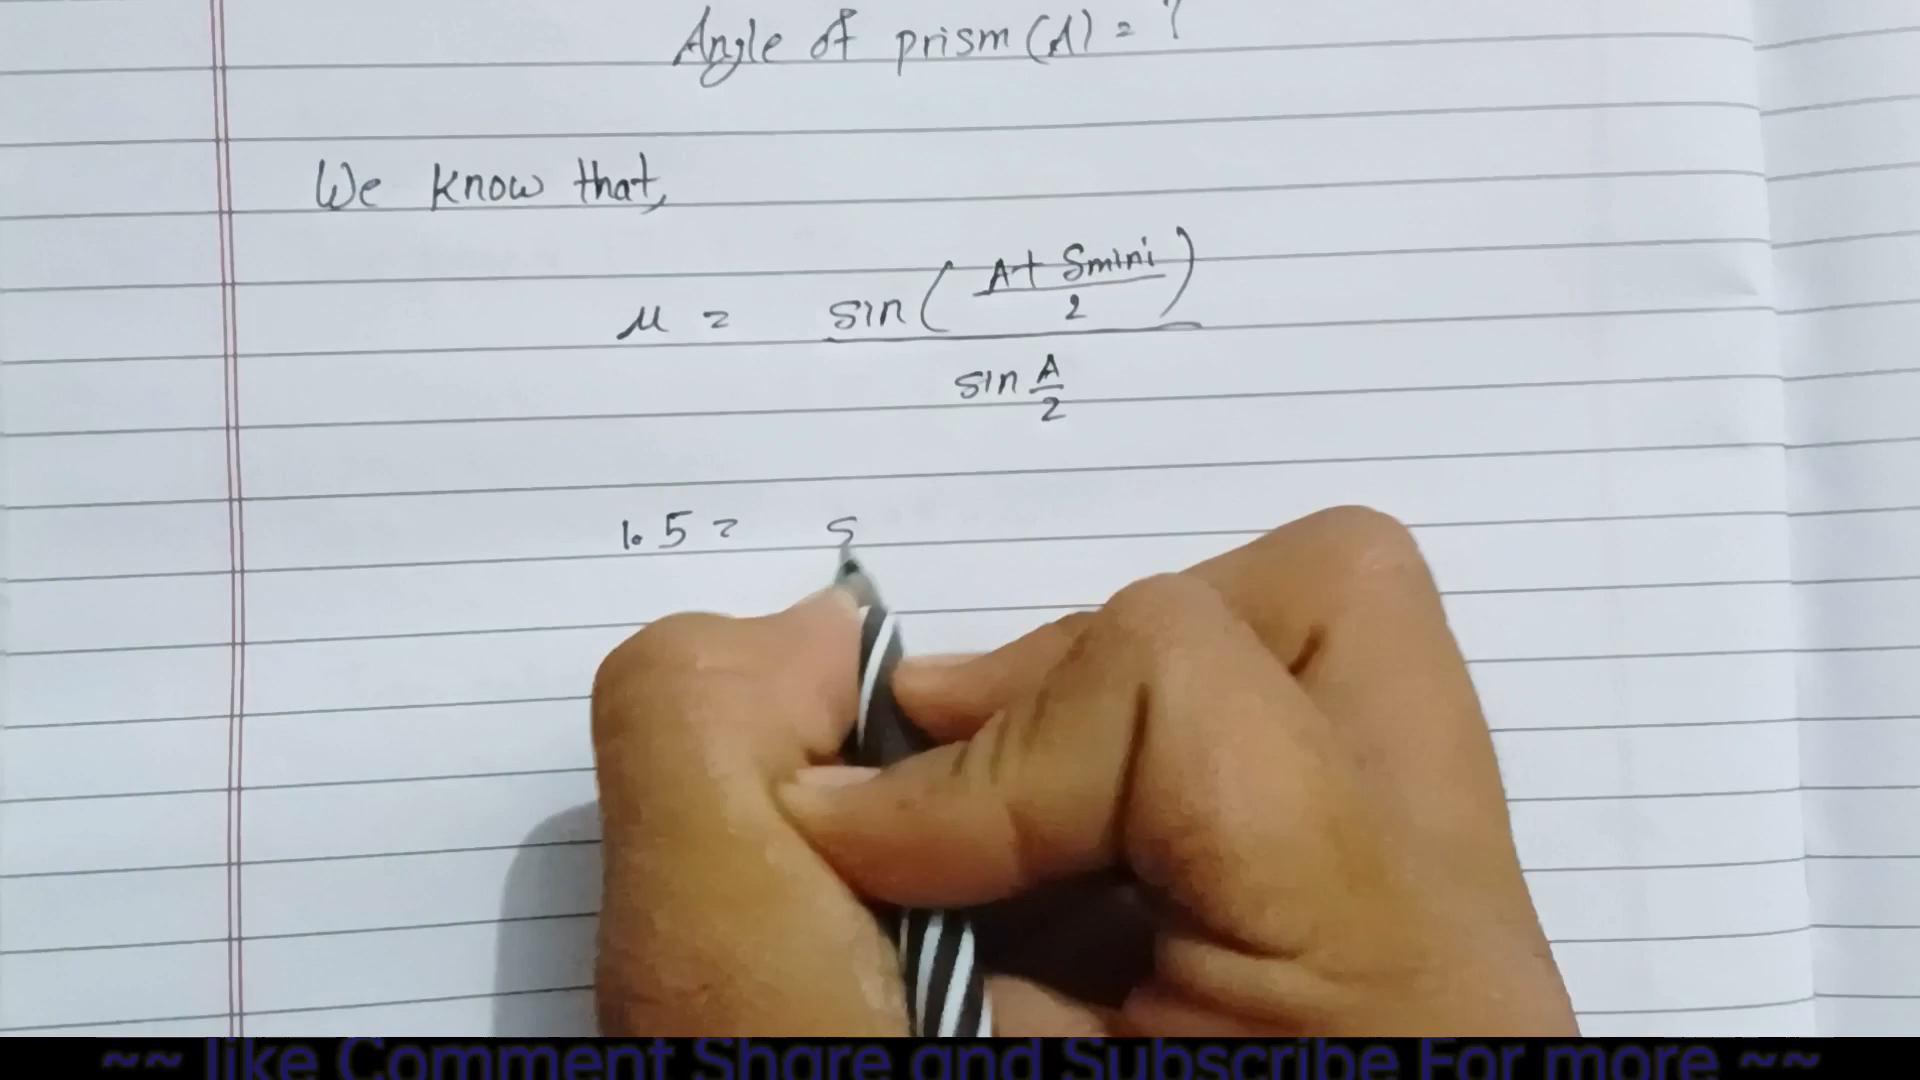 Angle of prism (A) = ?
We know that,
μ = sin( A + δmini / 2 ) / sin A/2
1.5 = s
~~ like Comment Share and Subscribe For more ~~